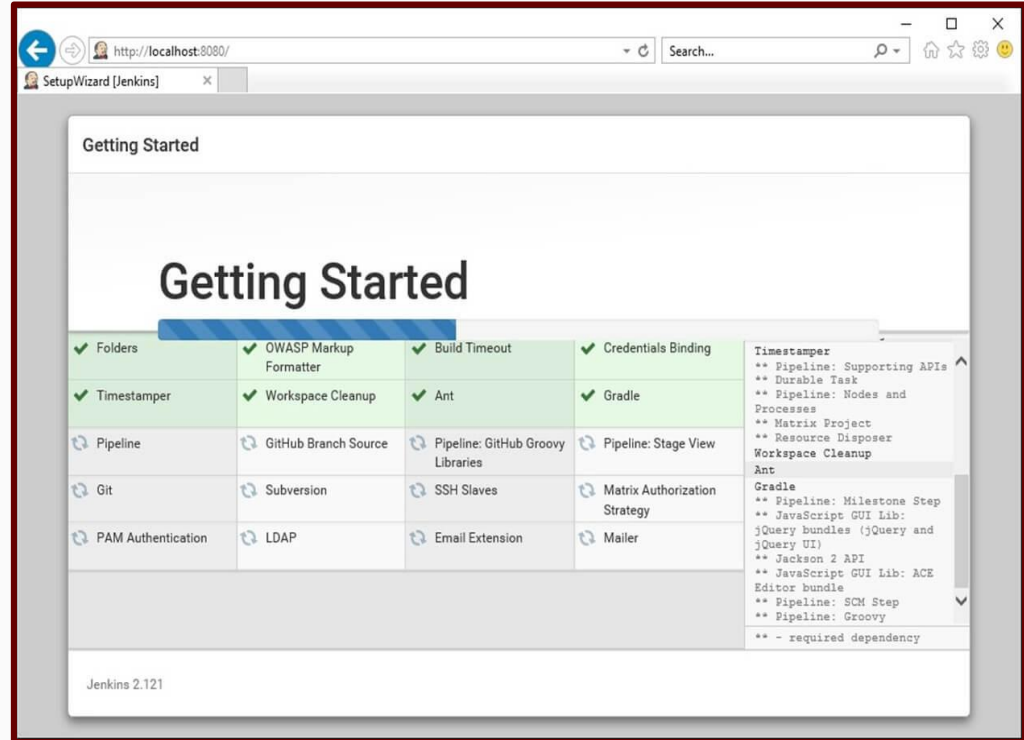 http://localhost:8080/
Search...
SetupWizard [Jenkins]
Getting Started
Getting Started
Folders
OWASP Markup
Formatter
Build Timeout
Credentials Binding
Timestamper
Workspace Cleanup
Ant
Gradle
Pipeline
GitHub Branch Source
Pipeline: GitHub Groovy
Libraries
Pipeline: Stage View
Git
Subversion
SSH Slaves
Matrix Authorization
Strategy
PAM Authentication
LDAP
Email Extension
Mailer
Timestamper
** Pipeline: Supporting APIs
** Durable Task
** Pipeline: Nodes and
Processes
** Matrix Project
** Resource Disposer
Workspace Cleanup
Ant
Gradle
** Pipeline: Milestone Step
** JavaScript GUI Lib:
jQuery bundles (jQuery and
jQuery UI)
** Jackson 2 API
** JavaScript GUI Lib: ACE
Editor bundle
** Pipeline: SCM Step
** Pipeline: Groovy
** - required dependency
Jenkins 2.121